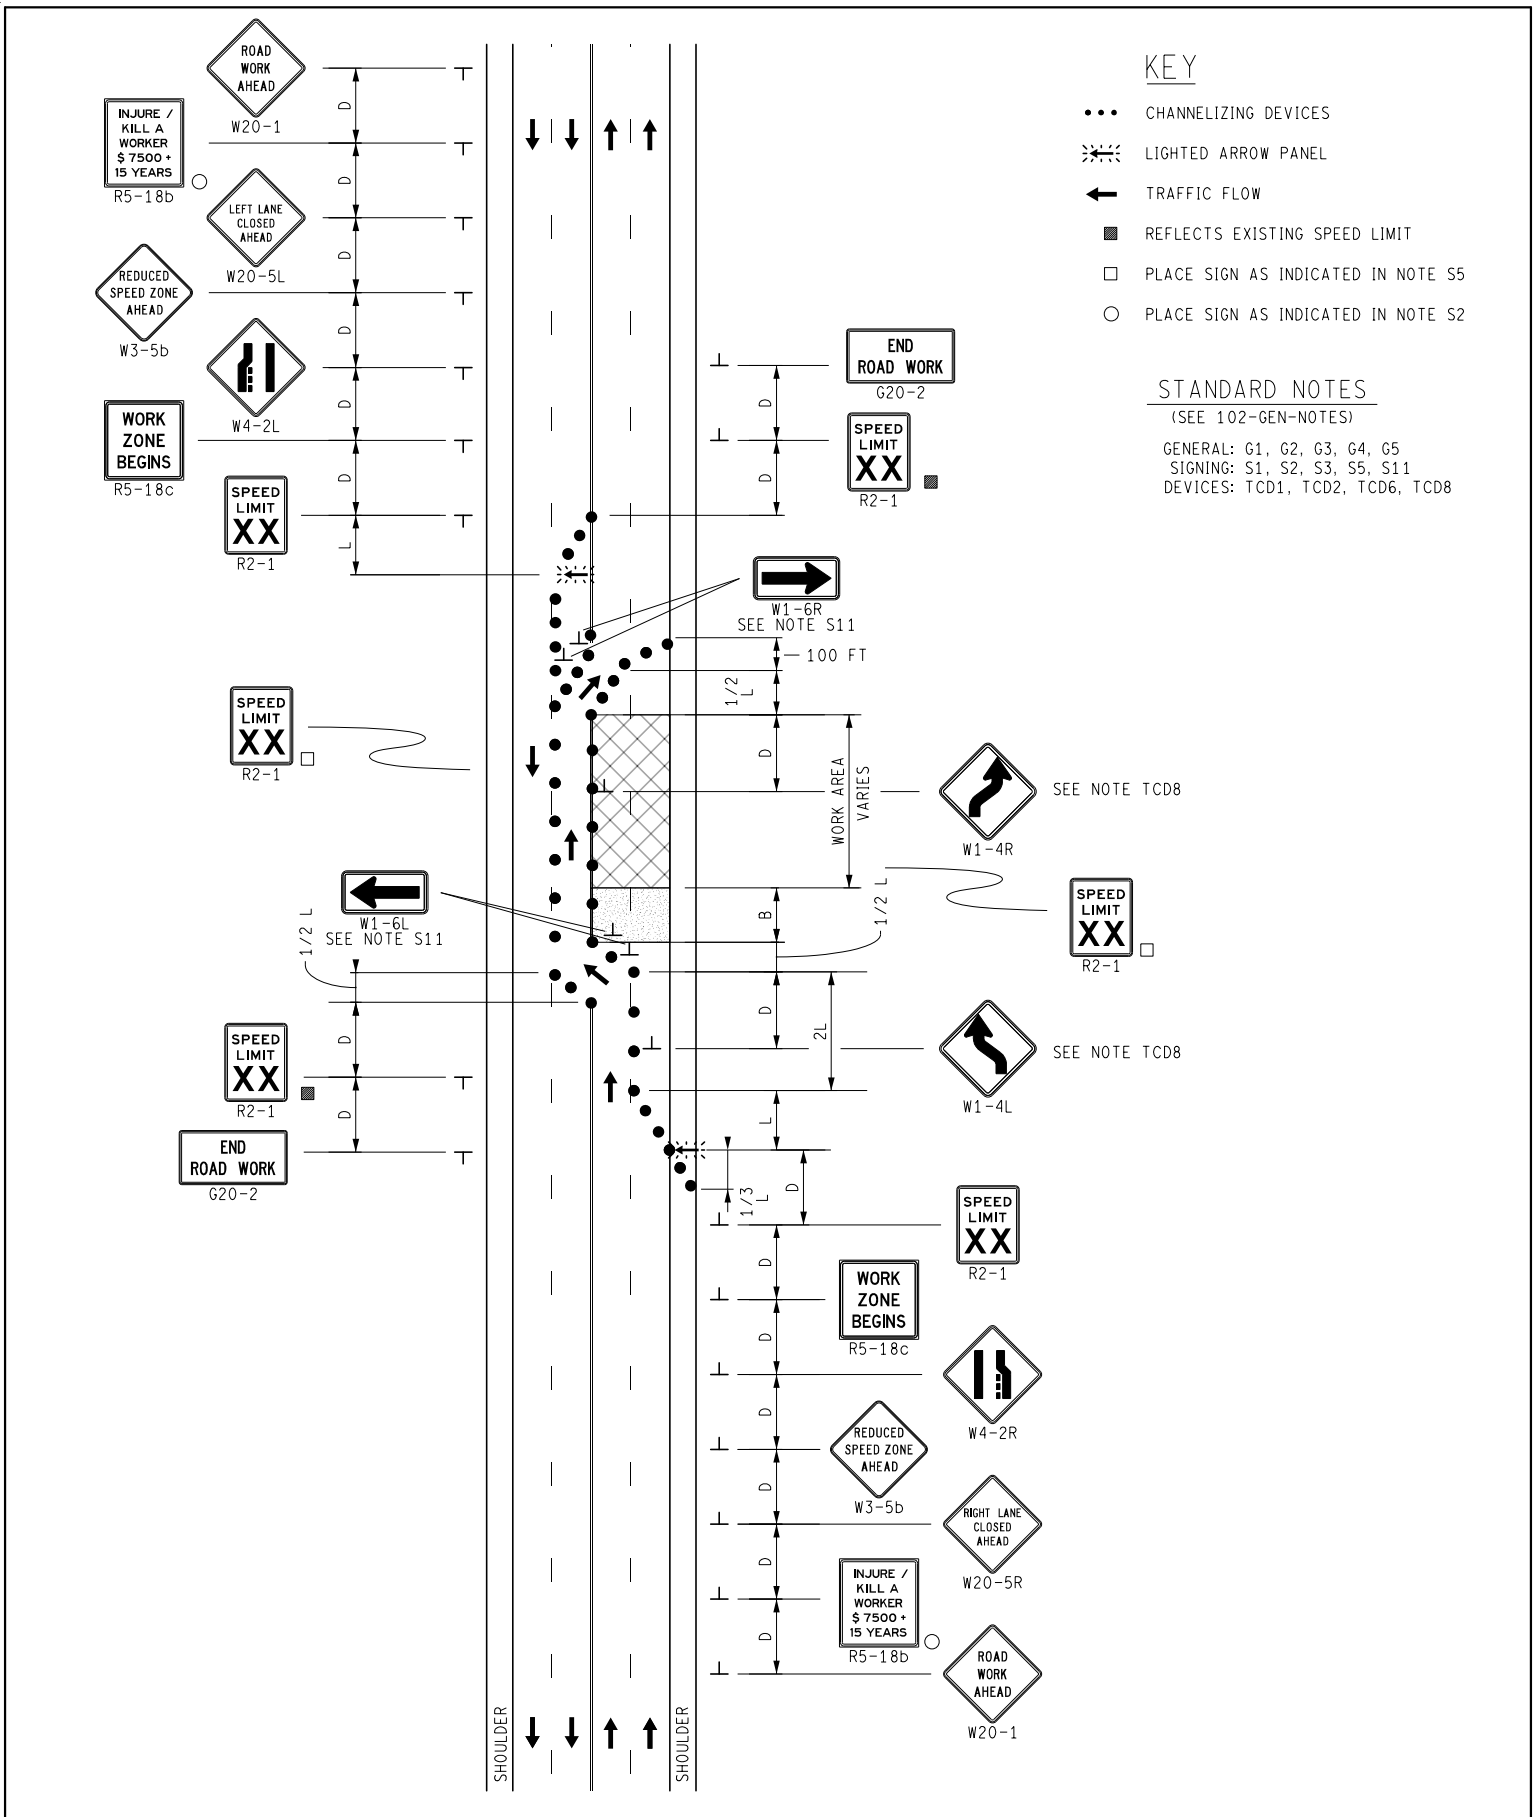 ROAD
WORK
AHEAD
W20-1
D
INJURE /
KILL A
WORKER
$ 7500 +
15 YEARS
R5-18b
D
LEFT LANE
CLOSED
AHEAD
W20-5L
D
REDUCED
SPEED ZONE
AHEAD
W3-5b
D
W4-2L
D
WORK
ZONE
BEGINS
R5-18c
D
SPEED
LIMIT
XX
R2-1
L
KEY
CHANNELIZING DEVICES
LIGHTED ARROW PANEL
TRAFFIC FLOW
REFLECTS EXISTING SPEED LIMIT
PLACE SIGN AS INDICATED IN NOTE S5
PLACE SIGN AS INDICATED IN NOTE S2
STANDARD NOTES
(SEE 102-GEN-NOTES)
GENERAL: G1, G2, G3, G4, G5
SIGNING: S1, S2, S3, S5, S11
DEVICES: TCD1, TCD2, TCD6, TCD8
END
ROAD WORK
G20-2
D
SPEED
LIMIT
XX
R2-1
D
W1-6R
SEE NOTE S11
100 FT
1/2
L
SPEED
LIMIT
XX
R2-1
D
WORK AREA
VARIES
SEE NOTE TCD8
W1-4R
W1-6L
SEE NOTE S11
1/2 L
B
1/2 L
SPEED
LIMIT
XX
R2-1
D
2L
SEE NOTE TCD8
W1-4L
SPEED
LIMIT
XX
R2-1
D
D
END
ROAD WORK
G20-2
L
D
1/3
L
SPEED
LIMIT
XX
R2-1
D
WORK
ZONE
BEGINS
R5-18c
D
W4-2R
D
REDUCED
SPEED ZONE
AHEAD
W3-5b
D
RIGHT LANE
CLOSED
AHEAD
W20-5R
D
INJURE /
KILL A
WORKER
$ 7500 +
15 YEARS
R5-18b
D
ROAD
WORK
AHEAD
W20-1
SHOULDER
SHOULDER